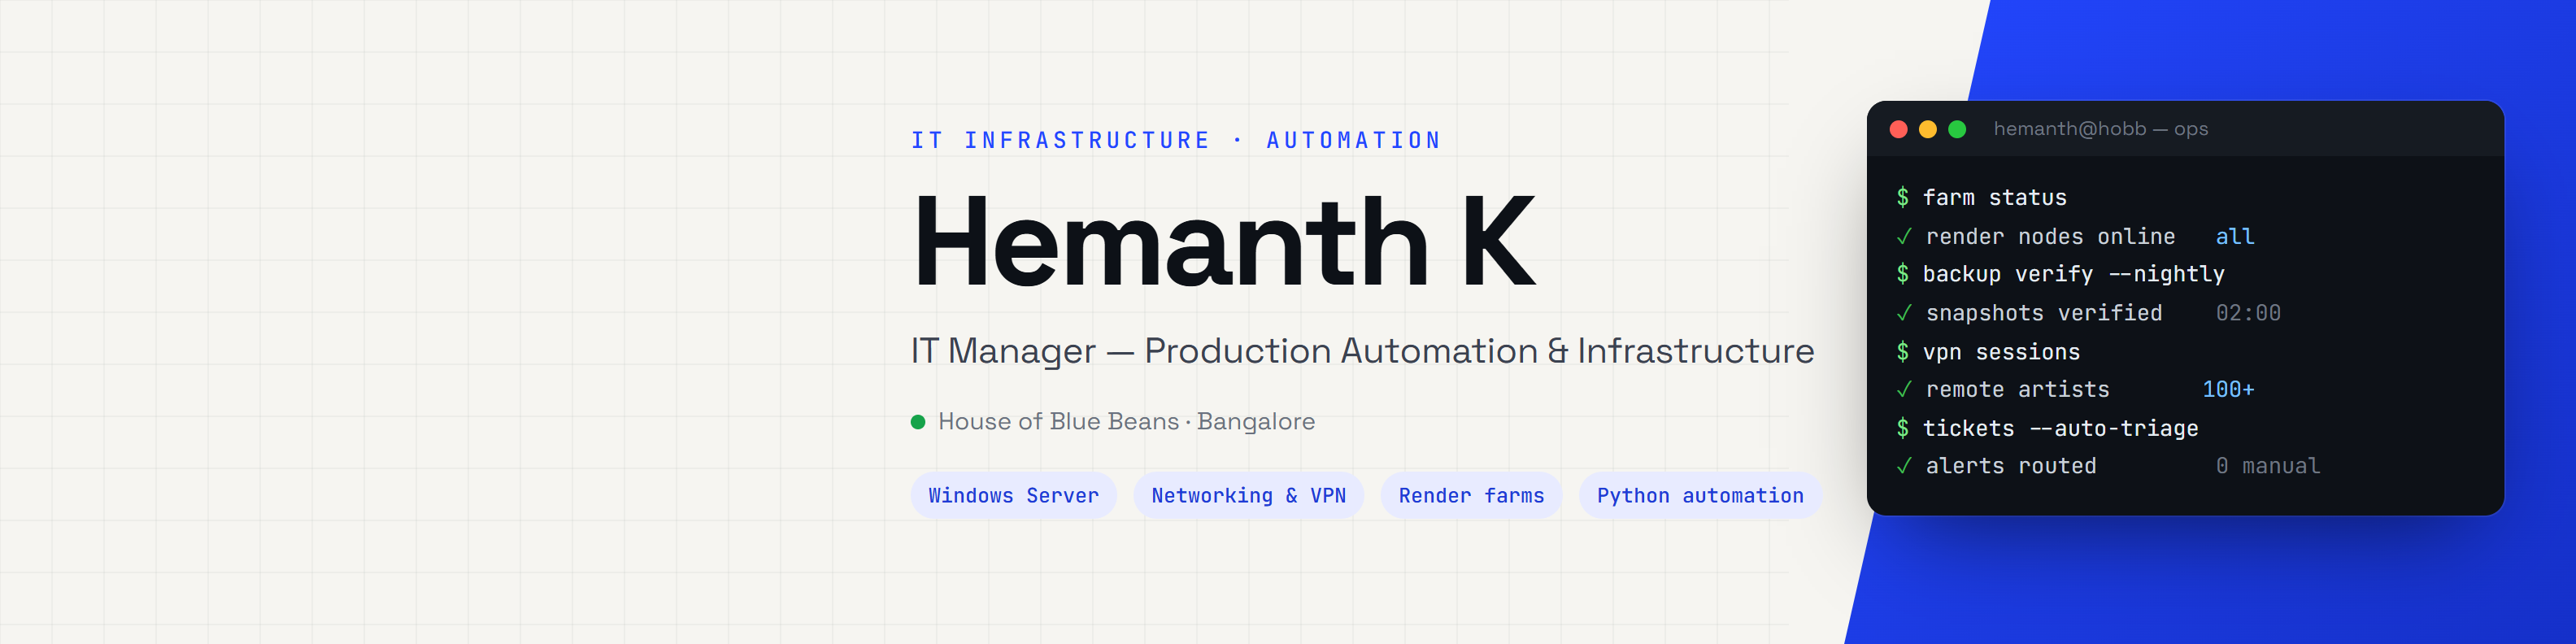 IT INFRASTRUCTURE · AUTOMATION
Hemanth K
IT Manager — Production Automation & Infrastructure
House of Blue Beans · Bangalore
Windows Server
Networking & VPN
Render farms
Python automation
hemanth@hobb — ops
$ farm status
✓ render nodes online all
$ backup verify --nightly
✓ snapshots verified 02:00
$ vpn sessions
✓ remote artists 100+
$ tickets --auto-triage
✓ alerts routed 0 manual